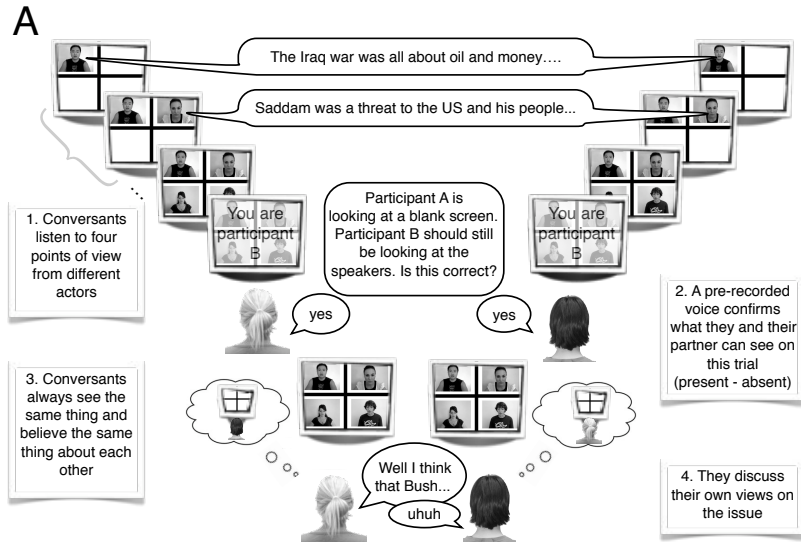 A
The Iraq war was all about oil and money....
Saddam was a threat to the US and his people...
You are
participant
B
Participant A is
looking at a blank screen.
Participant B should still
be looking at the
speakers. Is this correct?
You are
participant
B
1. Conversants
listen to four
points of view
from different
actors
yes
yes
2. A pre-recorded
voice confirms
what they and their
partner can see on
this trial
(present - absent)
3. Conversants
always see the
same thing and
believe the same
thing about each
other
Well I think
that Bush...
uhuh
4. They discuss
their own views on
the issue